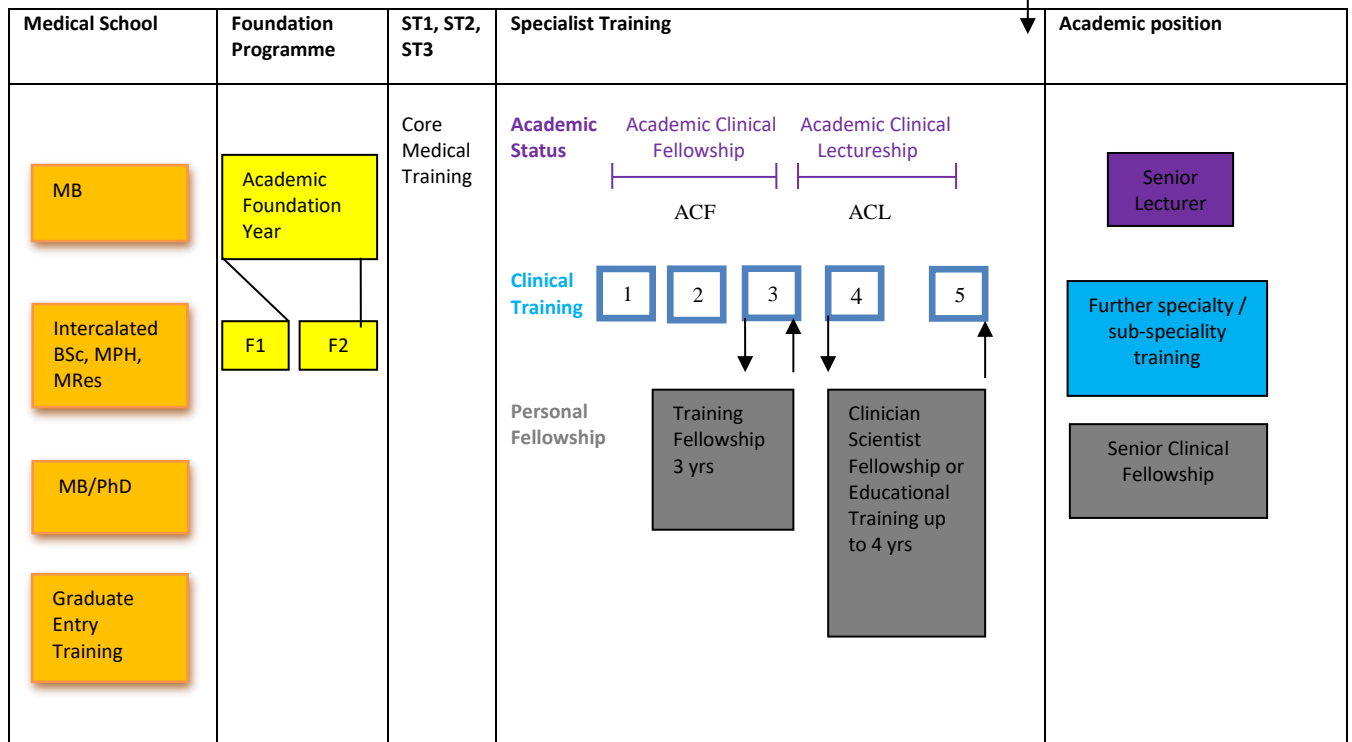 Medical School
Foundation
Programme
ST1, ST2,
ST3
Specialist Training
Academic position
MB
Intercalated
BSc, MPH,
MRes
MB/PhD
Graduate
Entry
Training
Academic
Foundation
Year
F1
F2
Core
Medical
Training
Academic
Status
Academic Clinical
Fellowship
Academic Clinical
Lectureship
ACF
ACL
Clinical
Training
1
2
3
4
5
Personal
Fellowship
Training
Fellowship
3 yrs
Clinician
Scientist
Fellowship or
Educational
Training up
to 4 yrs
Senior
Lecturer
Further specialty /
sub-speciality
training
Senior Clinical
Fellowship